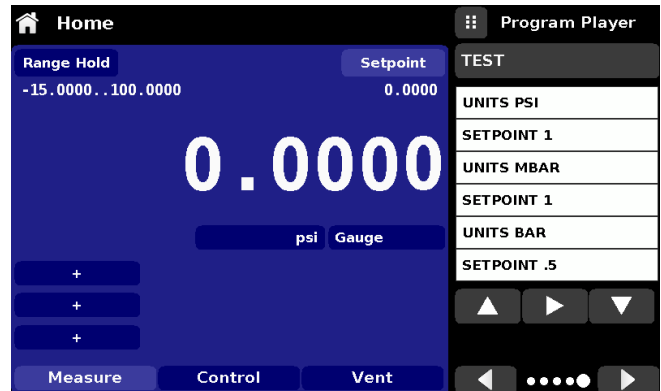 Home
Range Hold
Setpoint
-15.0000..100.0000
0.0000
0.0000
psi
Gauge
+
+
+
Measure
Control
Vent
Program Player
TEST
UNITS PSI
SETPOINT 1
UNITS MBAR
SETPOINT 1
UNITS BAR
SETPOINT .5